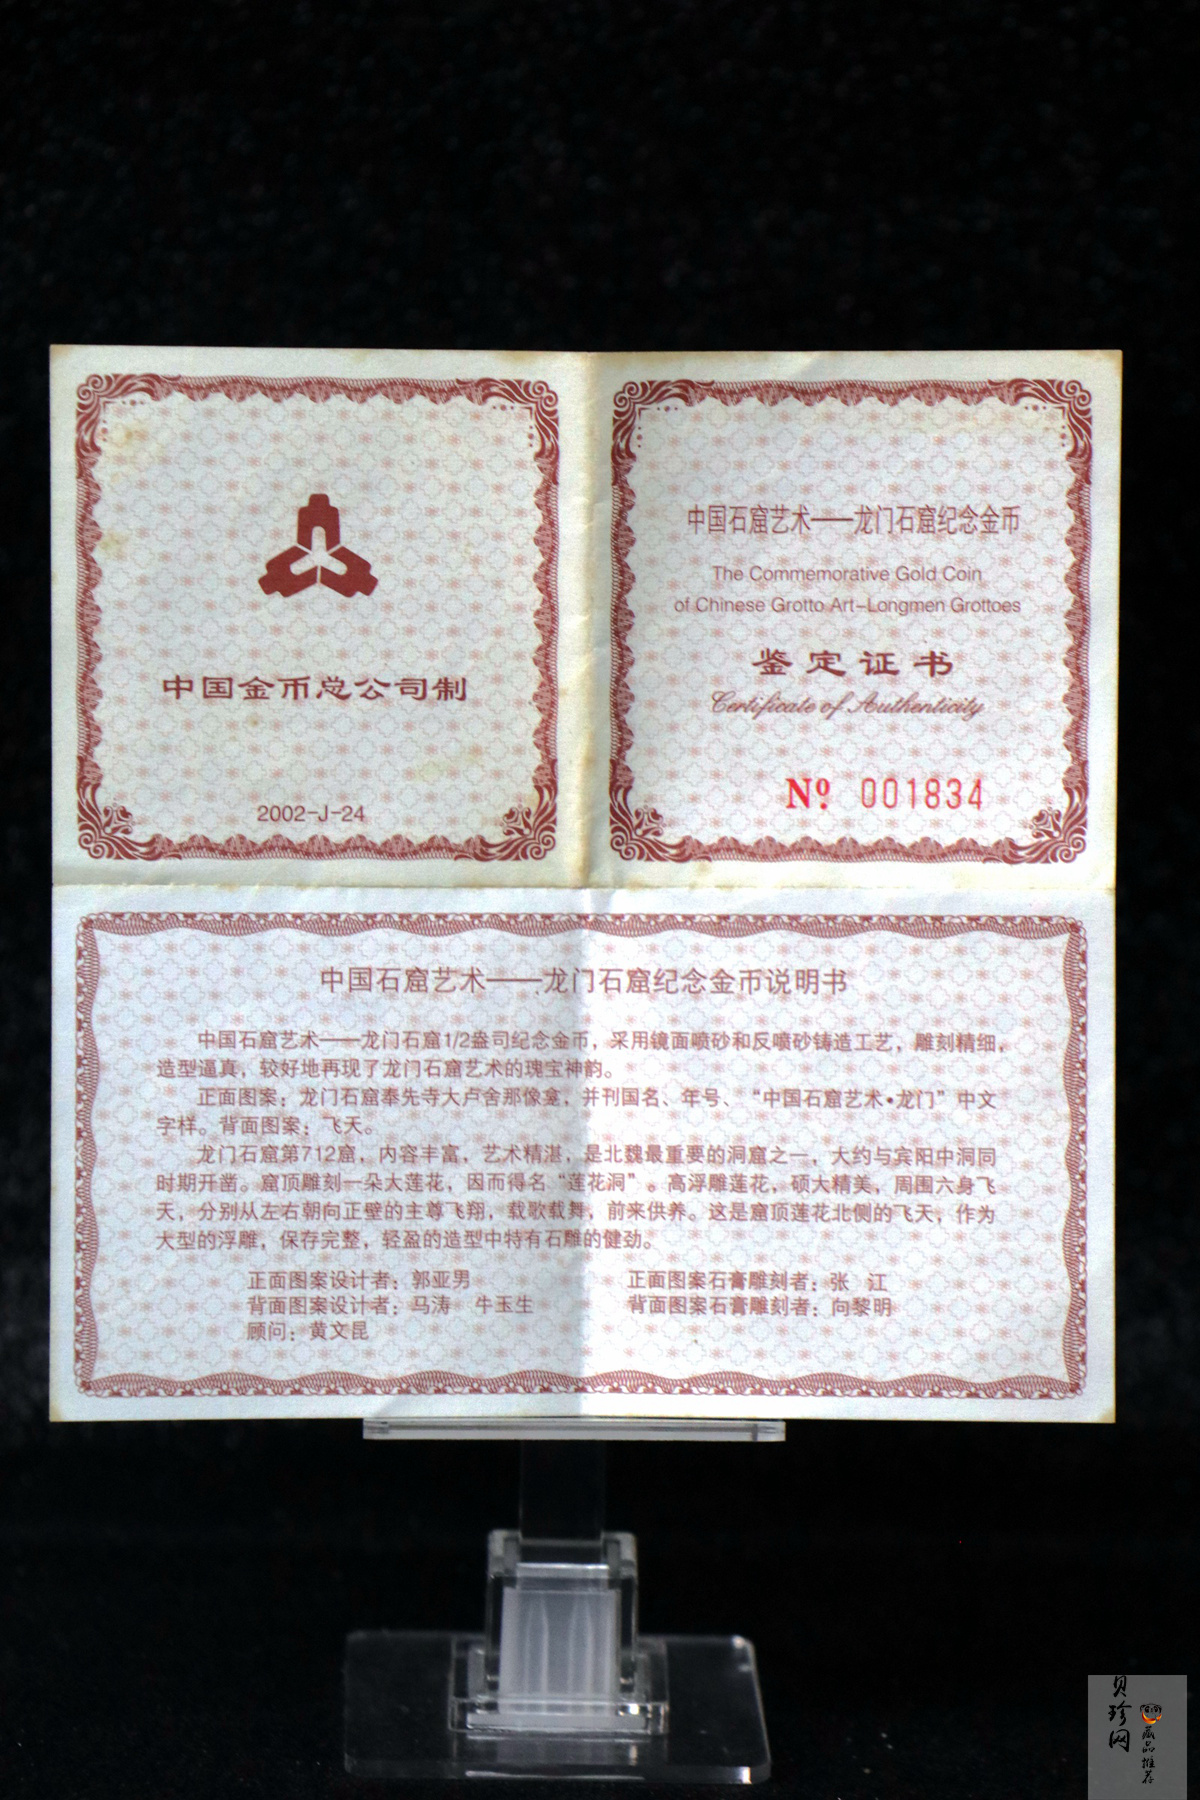 中国金币总公司制
2002-J-24
中国石窟艺术——龙门石窟纪念金币
The Commemorative Gold Coin
of Chinese Grotto Art-Longmen Grottoes
鉴定证书
Certificate of Authenticity
Nº 001834
中国石窟艺术——龙门石窟纪念金币说明书
中国石窟艺术——龙门石窟1/2盎司纪念金币，采用镜面喷砂和反喷砂铸造工艺，雕刻精细，
造型逼真，较好地再现了龙门石窟艺术的瑰宝神韵。
正面图案：龙门石窟奉先寺大卢舍那像龛，并刊国名、年号、“中国石窟艺术•龙门”中文
字样。背面图案：飞天。
龙门石窟第712窟，内容丰富，艺术精湛，是北魏最重要的洞窟之一，大约与宾阳中洞同
时期开凿。窟顶雕刻一朵大莲花，因而得名“莲花洞”。高浮雕莲花，硕大精美，周围六身飞
天，分别从左右朝向正壁的主尊飞翔，载歌载舞，前来供养。这是窟顶莲花北侧的飞天，作为
大型的浮雕，保存完整，轻盈的造型中特有石雕的健劲。
正面图案设计者：郭亚男 正面图案石膏雕刻者：张 江
背面图案设计者：马涛 牛玉生 背面图案石膏雕刻者：向黎明
顾问：黄文昆
贝珍网
藏品推荐